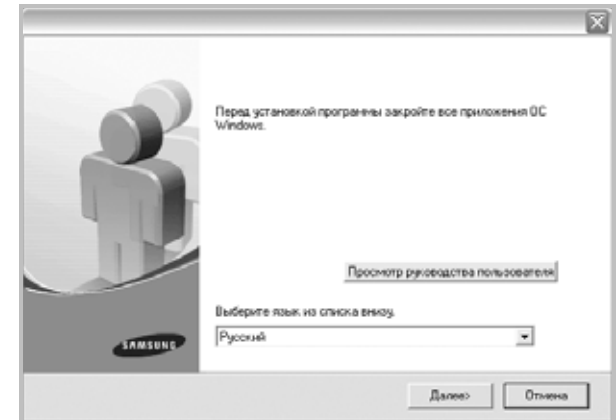 Перед установкой программы закройте все приложения ОС
Windows.
Просмотр руководства пользователя
Выберите язык из списка внизу.
Русский
SAMSUNG
Далее>
Отмена